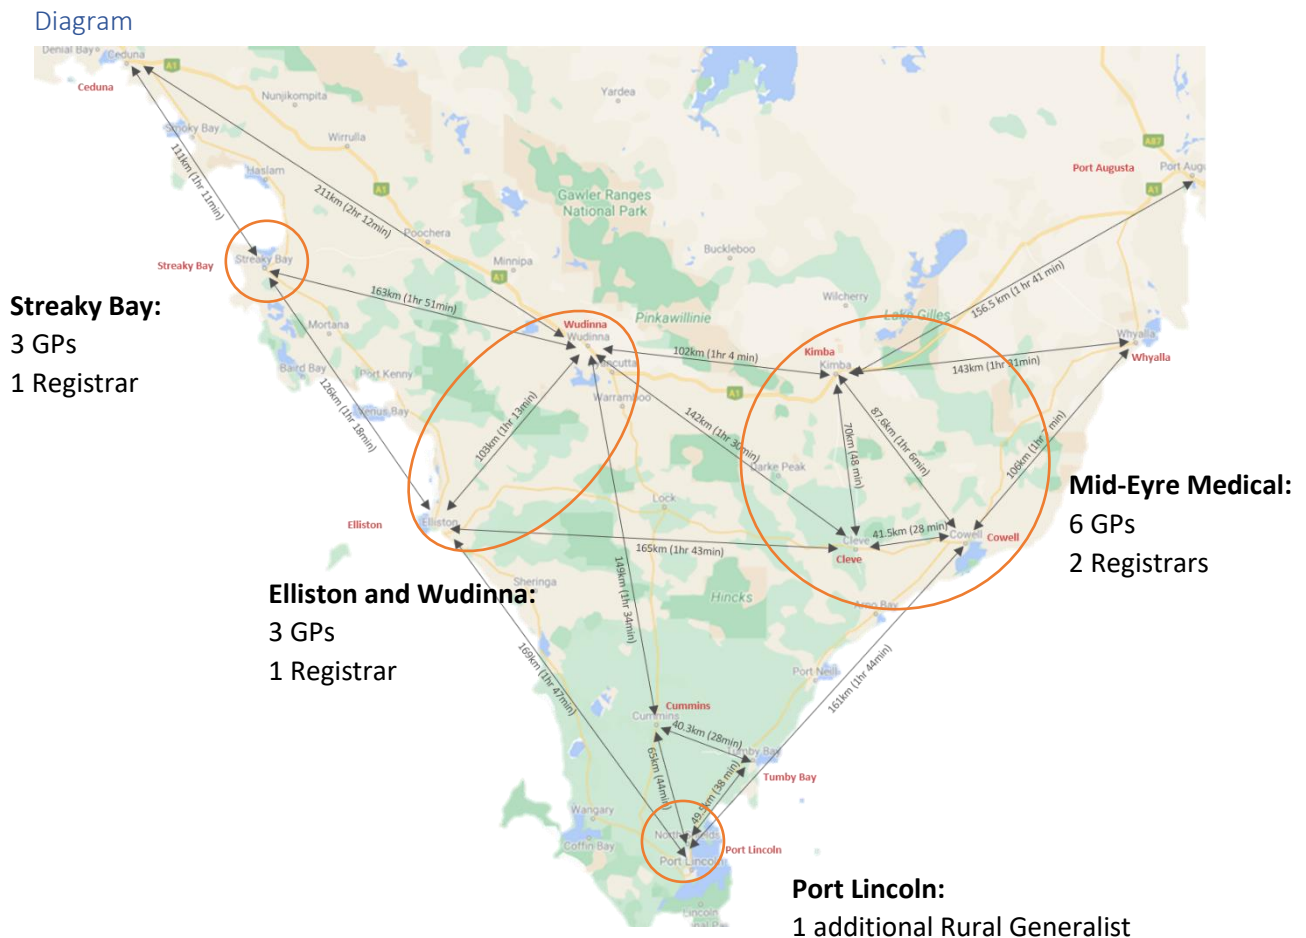 Diagram
Denial Bay
Ceduna
A1
Ceduna
Nunjikompita
Yardea
Smoky Bay
Wirrulla
A87
Port Augusta
Port Augu
A1
111km (1hr 11min)
Haslam
211km (2hr 12min)
A1
Gawler Ranges
National Park
Poochera
Buckleboo
Streaky Bay
Streaky Bay
Minnipa
A1
163km (1hr 51min)
156.5 km (1 hr 41 min)
Wilcherry
Streaky Bay:
3 GPs
1 Registrar
Mortana
Wudinna
Wudinna
Pinkawillinie
Lake Gilles
Whyalla
Whyalla
102km (1hr 4 min)
Kimba
Kimba
143km (1hr 31min)
Baird Bay
Port Kenny
Warramboo
A1
126km (1hr 18min)
Venus Bay
103km (1hr 13min)
142km (1hr 30min)
70km (48 min)
87.6km (1hr 6min)
Darke Peak
Mid-Eyre Medical:
6 GPs
2 Registrars
Lock
Elliston
Elliston
165km (1hr 43min)
Cleve
Cleve
41.5km (28 min)
Cowell
Cowell
149km (1hr 34min)
Sheringa
Hincks
Arno Bay
Elliston and Wudinna:
3 GPs
1 Registrar
169km (1hr 47min)
Port Neill
161km (1hr 44min)
Cummins
Cummins
40.3km (28min)
Tumby Bay
Tumby Bay
65km (44min)
49.9km (38 min)
Wangary
Coffin Bay
Port Lincoln
Port Lincoln
Port Lincoln:
1 additional Rural Generalist
Lincoln